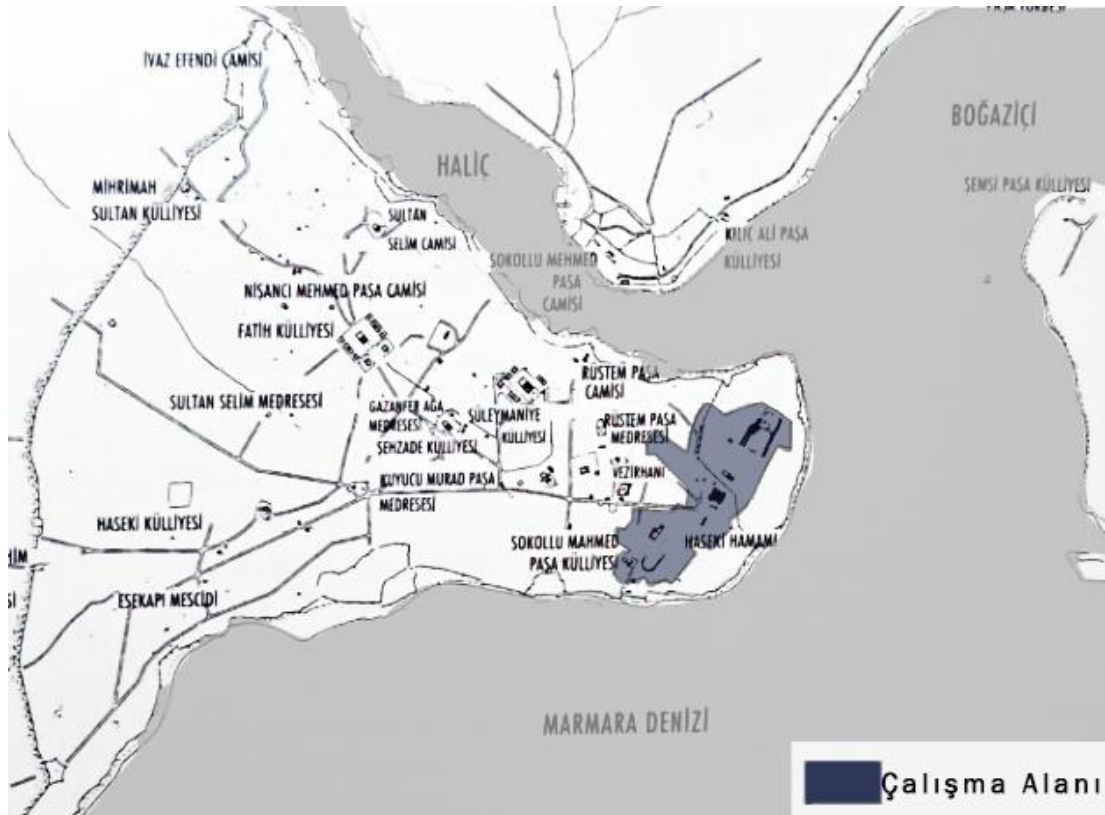 PAŞA TÜRBESİ
İVAZ EFENDİ CAMİSİ
BOĞAZİÇİ
HALİÇ
MİHRİMAH
SULTAN KÜLLİYESİ
ŞEMSİ PAŞA KÜLLİYESİ
SULTAN
SELİM CAMİSİ
KILIÇ ALİ PAŞA
KÜLLİYESİ
SOKOLLU MEHMED
PAŞA
CAMİSİ
NİŞANCI MEHMED PAŞA CAMİSİ
FATİH KÜLLİYESİ
RÜSTEM PAŞA
CAMİSİ
SULTAN SELİM MEDRESESİ
GAZANFER AĞA
MEDRESESİ
SÜLEYMANİYE
KÜLLİYESİ
RÜSTEM PAŞA
MEDRESESİ
ŞEHZADE KÜLLİYESİ
VEZİRHANI
KUYUCU MURAD PAŞA
MEDRESESİ
HASEKİ KÜLLİYESİ
SOKOLLU MAHMED
PAŞA KÜLLİYESİ
HASEKİ HAMAMI
ESEKAPI MESCİDİ
MARMARA DENİZİ
Çalışma Alanı